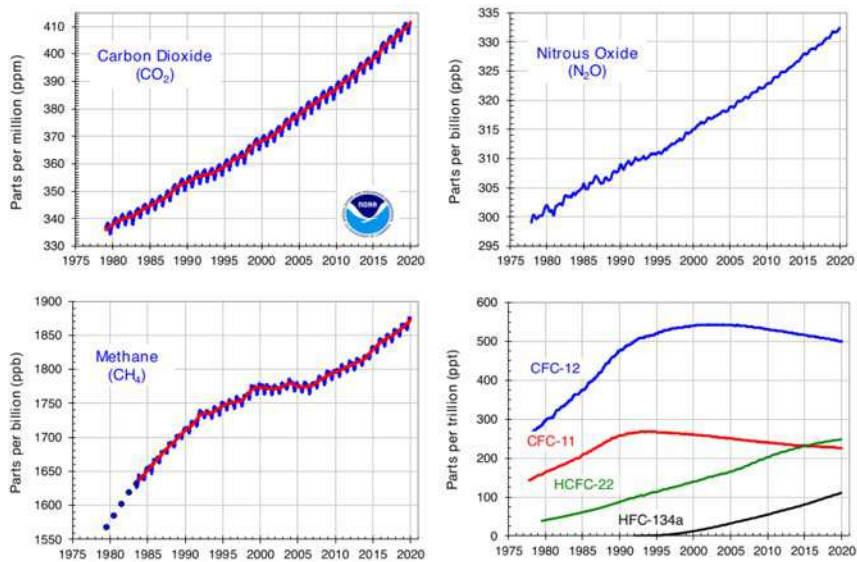 Carbon Dioxide
(CO₂)
Parts per million (ppm)
410
400
390
380
370
360
350
340
330
1975 1980 1985 1990 1995 2000 2005 2010 2015 2020
noaa
Nitrous Oxide
(N₂O)
Parts per billion (ppb)
335
330
325
320
315
310
305
300
295
1975 1980 1985 1990 1995 2000 2005 2010 2015 2020
Methane
(CH₄)
Parts per billion (ppb)
1900
1850
1800
1750
1700
1650
1600
1550
1975 1980 1985 1990 1995 2000 2005 2010 2015 2020
Parts per trillion (ppt)
600
500
400
300
200
100
0
CFC-12
CFC-11
HCFC-22
HFC-134a
1975 1980 1985 1990 1995 2000 2005 2010 2015 2020